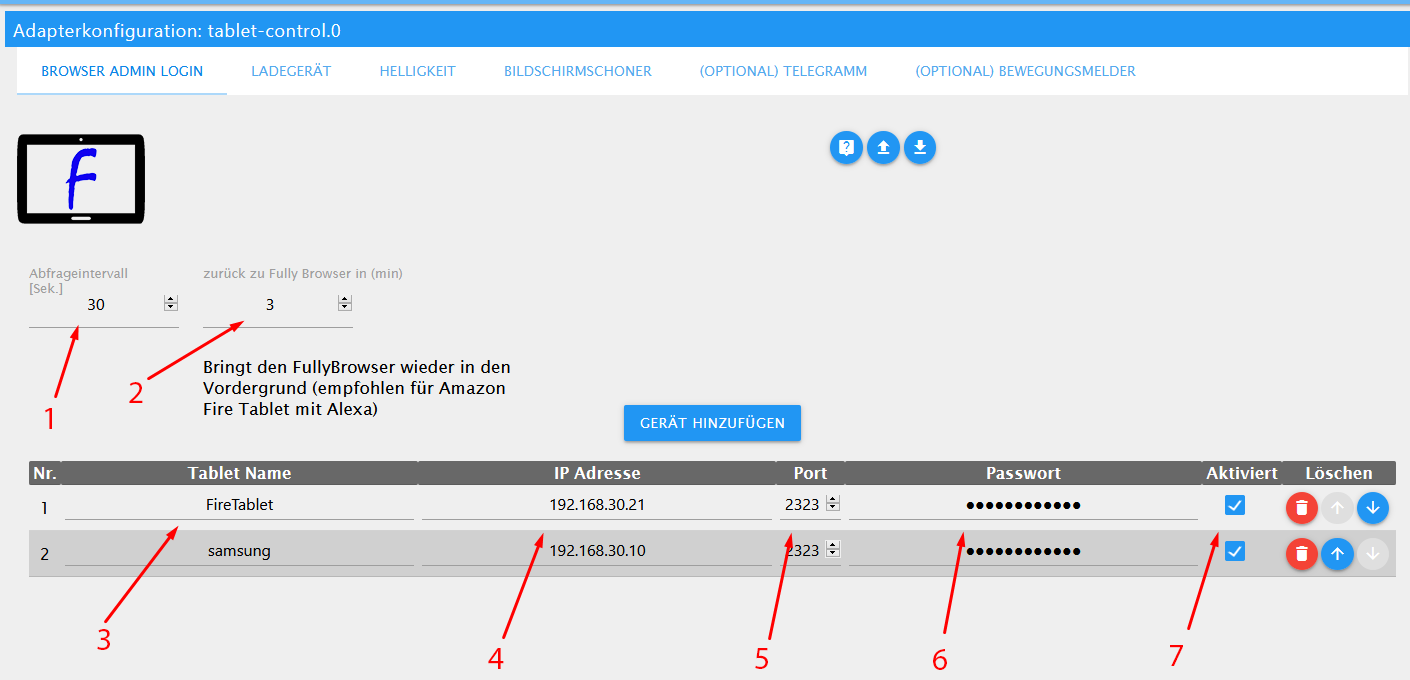 Adapterkonfiguration: tablet-control.0
BROWSER ADMIN LOGIN LADEGERÄT HELLIGKEIT BILDSCHIRMSCHONER (OPTIONAL) TELEGRAMM (OPTIONAL) BEWEGUNGSMELDER
f
?
Abfrageintervall
[Sek.]
30
zurück zu Fully Browser in (min)
3
1
2
Bringt den FullyBrowser wieder in den
Vordergrund (empfohlen für Amazon
Fire Tablet mit Alexa)
GERÄT HINZUFÜGEN
Nr. Tablet Name IP Adresse Port Passwort Aktiviert Löschen
1 FireTablet 192.168.30.21 2323 ●●●●●●●●●●●●
2 samsung 192.168.30.10 2323 ●●●●●●●●●●●●
3 4 5 6 7